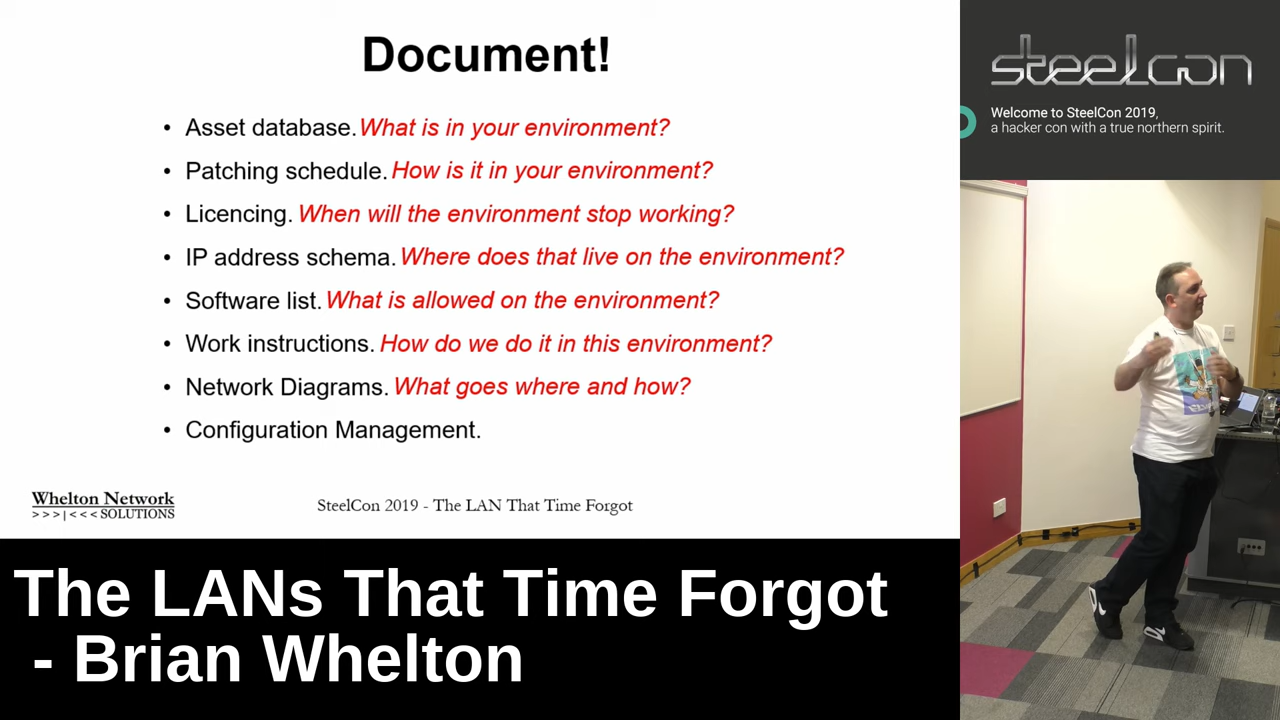 Document!
• Asset database. What is in your environment?
• Patching schedule. How is it in your environment?
• Licencing. When will the environment stop working?
• IP address schema. Where does that live on the environment?
• Software list. What is allowed on the environment?
• Work instructions. How do we do it in this environment?
• Network Diagrams. What goes where and how?
• Configuration Management.
Whelton Network
>>>|<<< SOLUTIONS
SteelCon 2019 - The LAN That Time Forgot
The LANs That Time Forgot
- Brian Whelton
steelcon
Welcome to SteelCon 2019,
a hacker con with a true northern spirit.